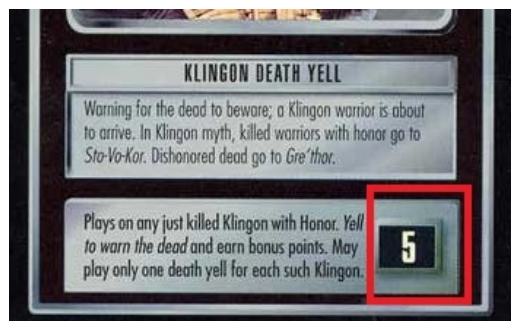 KLINGON DEATH YELL
Warning for the dead to beware; a Klingon warrior is about
to arrive. In Klingon myth, killed warriors with honor go to
Sto-Vo-Kor. Dishonored dead go to Gre'thor.
Plays on any just killed Klingon with Honor. Yell
to warn the dead and earn bonus points. May
play only one death yell for each such Klingon.
5